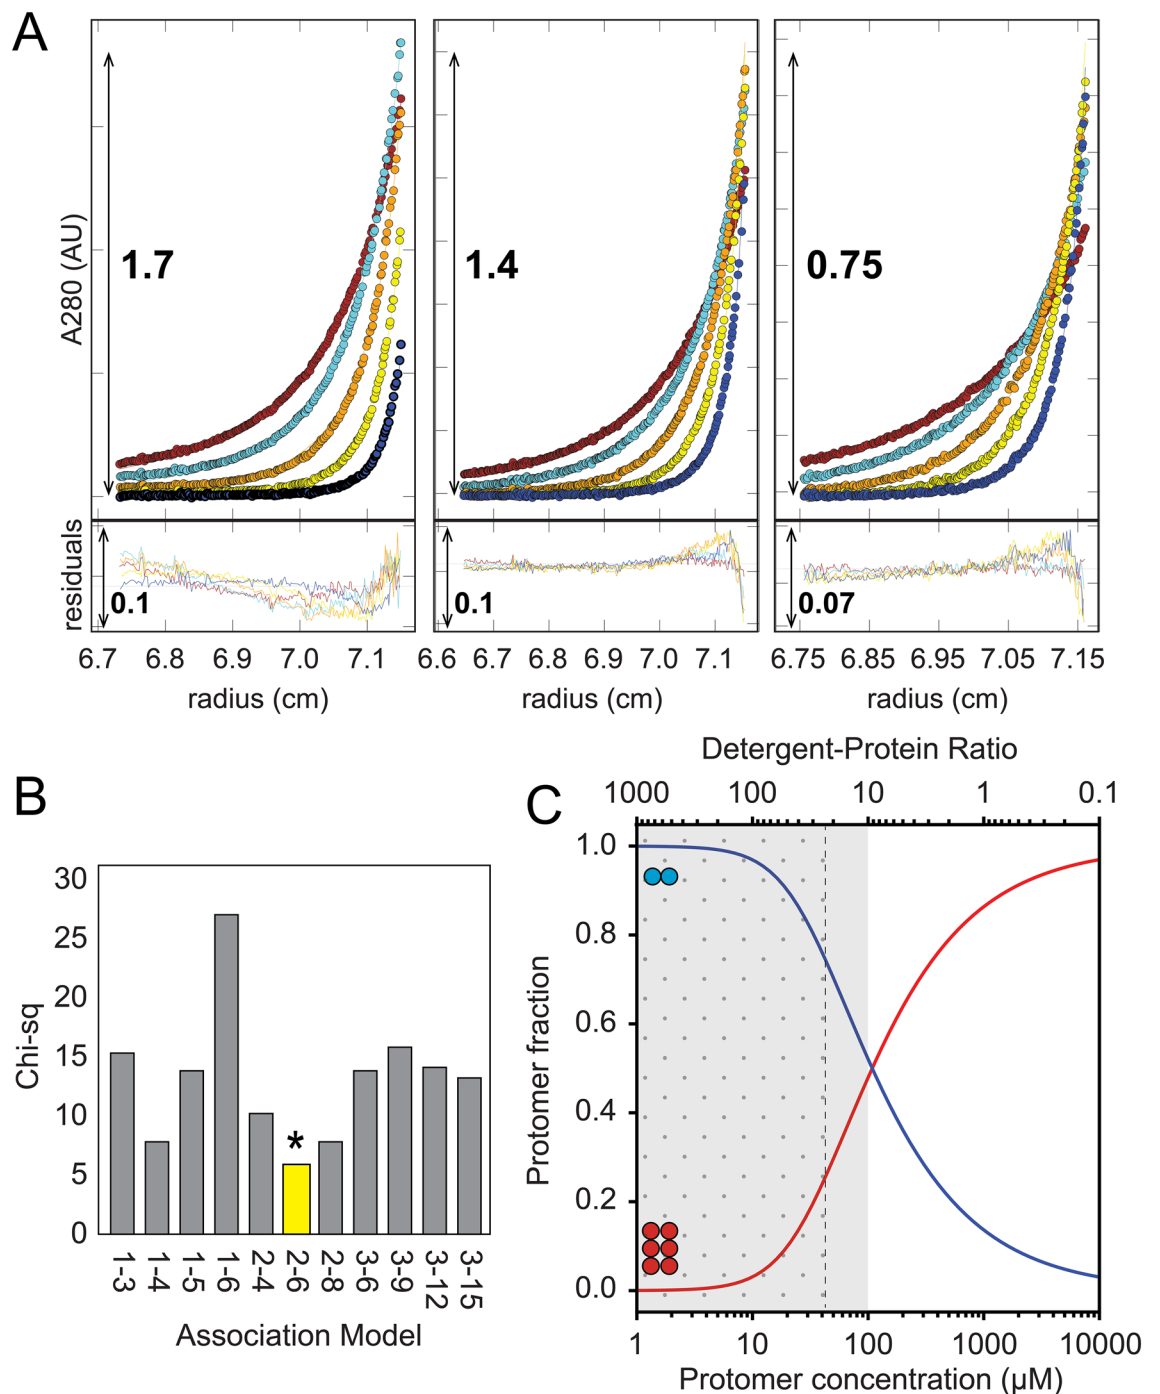 A
A280 (AU)
1.7
1.4
0.75
residuals
0.1
0.1
0.07
6.7 6.8 6.9 7.0 7.1
6.6 6.7 6.8 6.9 7.0 7.1
6.75 6.85 6.95 7.05 7.15
radius (cm)
radius (cm)
radius (cm)
B
Chi-sq
30
25
20
15
10
5
0
*
1-3
1-4
1-5
1-6
2-4
2-6
2-8
3-6
3-9
3-12
3-15
Association Model
C
Detergent-Protein Ratio
1000 100 10 1 0.1
Protomer fraction
1.0
0.8
0.6
0.4
0.2
0.0
1 10 100 1000 10000
Protomer concentration (µM)